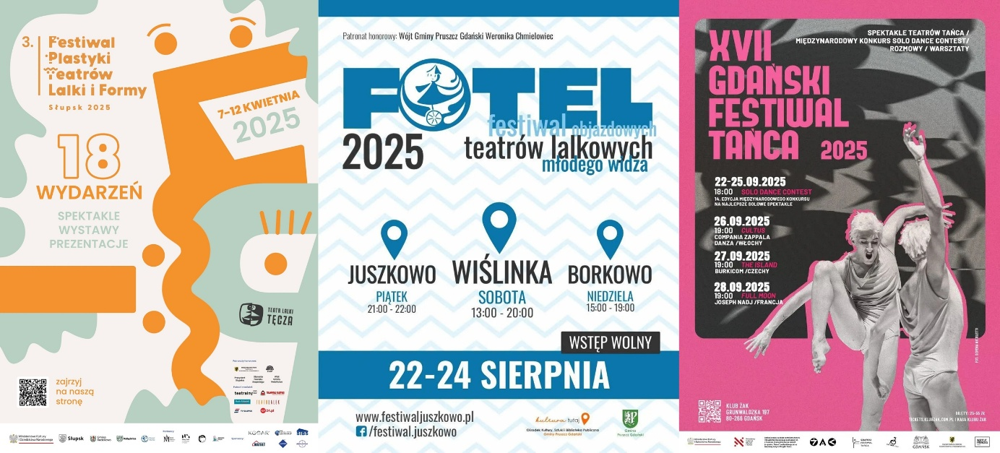 3. Festiwal
Plastyki
Teatrów
Lalki i Formy
Słupsk 2025
7-12 KWIETNIA
2025
18
WYDARZEŃ
SPEKTAKLE
WYSTAWY
PREZENTACJE
TEATR LALKI
TĘCZA
zajrzyj
na naszą
stronę
Słupsk
Patronat honorowy: Wójt Gminy Pruszcz Gdański Weronika Chmielowiec
FOTEL
festiwal objazdowych
2025
teatrów lalkowych
młodego widza
JUSZKOWO
PIĄTEK
21:00 - 22:00
WIŚLINKA
SOBOTA
13:00 - 20:00
BORKOWO
NIEDZIELA
15:00 - 19:00
WSTĘP WOLNY
22-24 SIERPNIA
www.festiwaljuszkowo.pl
/festiwal.juszkowo
kultura tutaj
Ośrodek Kultury, Sztuki i Biblioteka Publiczna
Gminy Pruszcz Gdański
Gmina
Pruszcz Gdański
SPEKTAKLE TEATRÓW TAŃCA /
MIĘDZYNARODOWY KONKURS SOLO DANCE CONTEST/
ROZMOWY / WARSZTATY
XVII
GDAŃSKI
FESTIWAL
TAŃCA 2025
22-25.09.2025
18:00 SOLO DANCE CONTEST
14. EDYCJA MIĘDZYNARODOWEGO KONKURSU
NA NAJLEPSZE SOLOWE SPEKTAKLE
26.09.2025
19:00 CULTUS
COMPANIA ZAPPALA
DANZA /WŁOCHY
27.09.2025
19:00 THE ISLAND
BURKICOM /CZECHY
28.09.2025
19:00 FULL MOON
JOSEPH NADJ /FRANCJA
KLUB ŻAK
GRUNWALDZKA 197
80-266 GDAŃSK
TICKETS.KLUBZAK.COM.PL I KASA KLUBU ŻAK
GDAŃSK